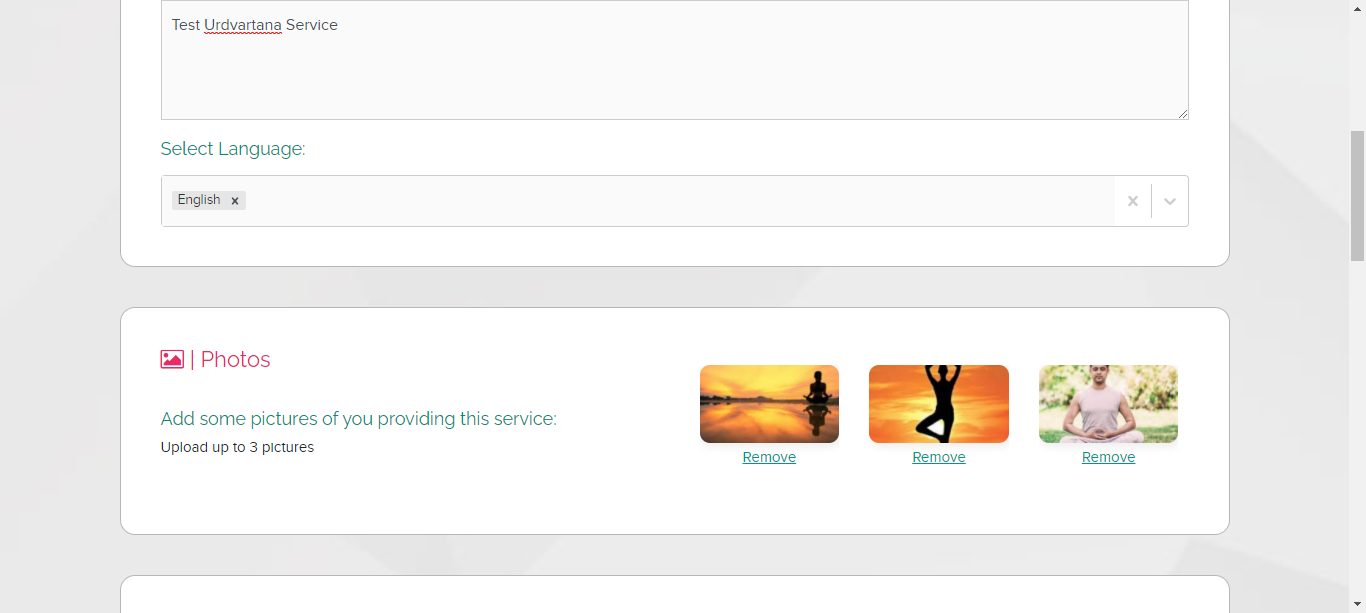 Test Urdvartana Service
Select Language:
English
| Photos
Add some pictures of you providing this service:
Upload up to 3 pictures
Remove Remove Remove